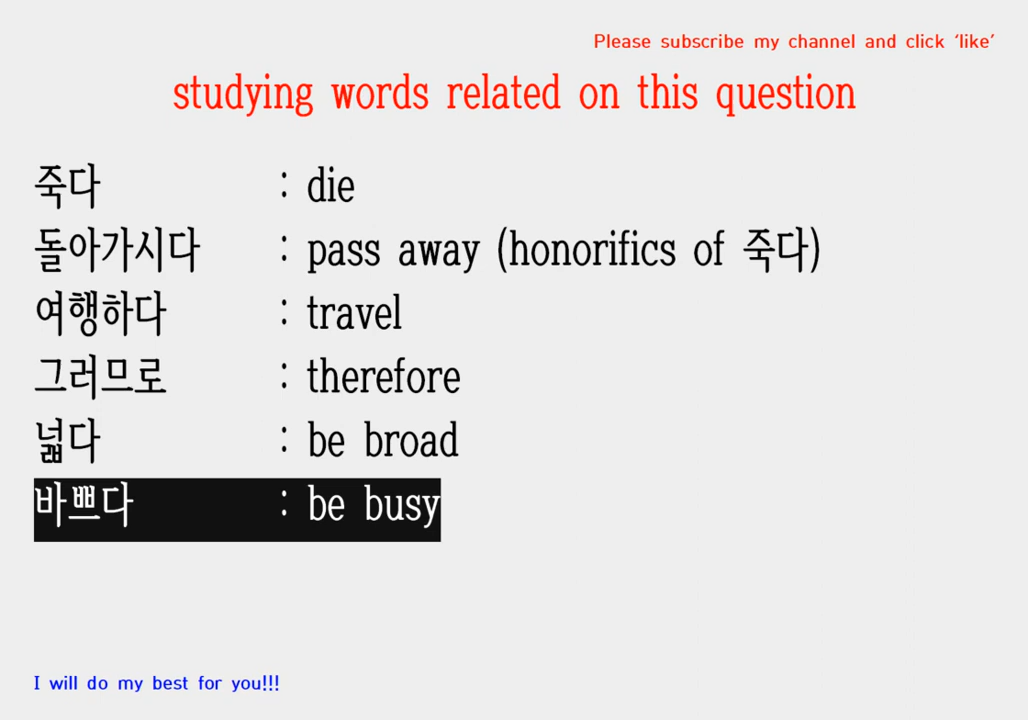 Please subscribe my channel and click ‘like’
studying words related on this question
죽다 : die
돌아가시다 : pass away (honorifics of 죽다)
여행하다 : travel
그러므로 : therefore
넓다 : be broad
바쁘다 : be busy
I will do my best for you!!!